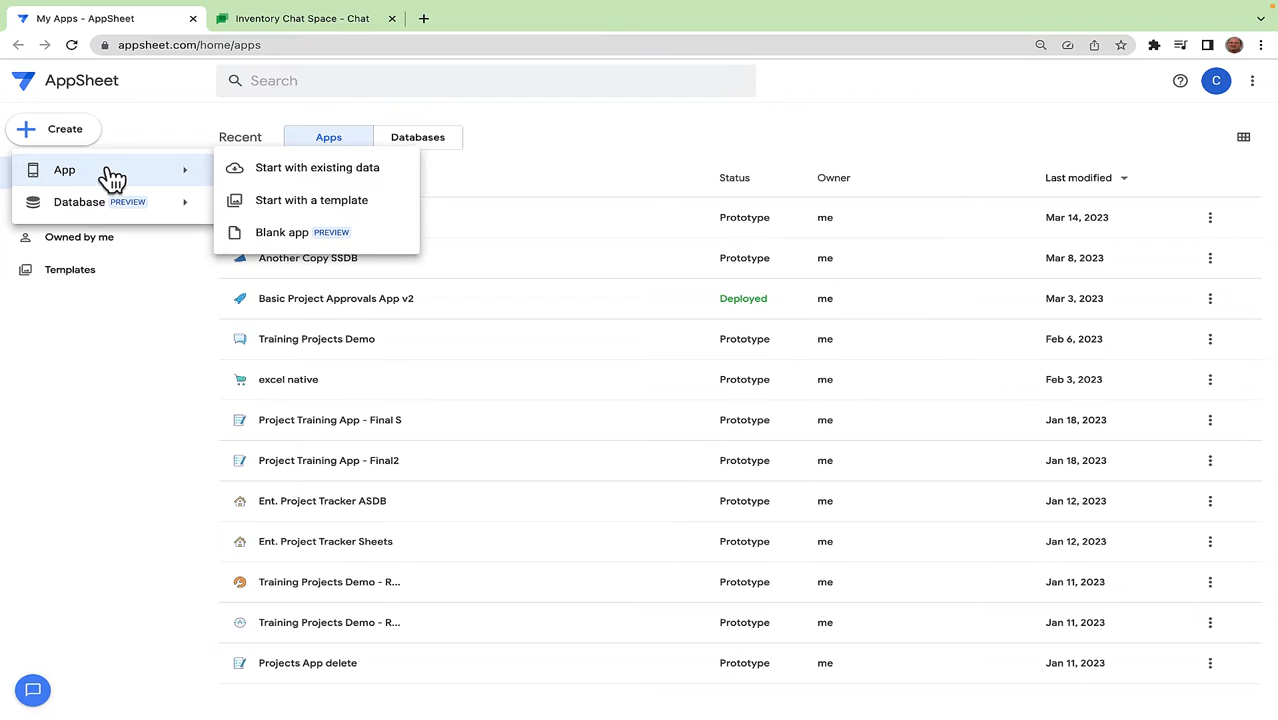 My Apps - AppSheet
Inventory Chat Space - Chat
appsheet.com/home/apps
AppSheet
Search
C
Create
Recent
Apps
Databases
App
Database PREVIEW
Start with existing data
Start with a template
Blank app PREVIEW
Owned by me
Templates
Status Owner Last modified
Prototype me Mar 14, 2023
Another Copy SSDB Prototype me Mar 8, 2023
Basic Project Approvals App v2 Deployed me Mar 3, 2023
Training Projects Demo Prototype me Feb 6, 2023
excel native Prototype me Feb 3, 2023
Project Training App - Final S Prototype me Jan 18, 2023
Project Training App - Final2 Prototype me Jan 18, 2023
Ent. Project Tracker ASDB Prototype me Jan 12, 2023
Ent. Project Tracker Sheets Prototype me Jan 12, 2023
Training Projects Demo - R... Prototype me Jan 11, 2023
Training Projects Demo - R... Prototype me Jan 11, 2023
Projects App delete Prototype me Jan 11, 2023